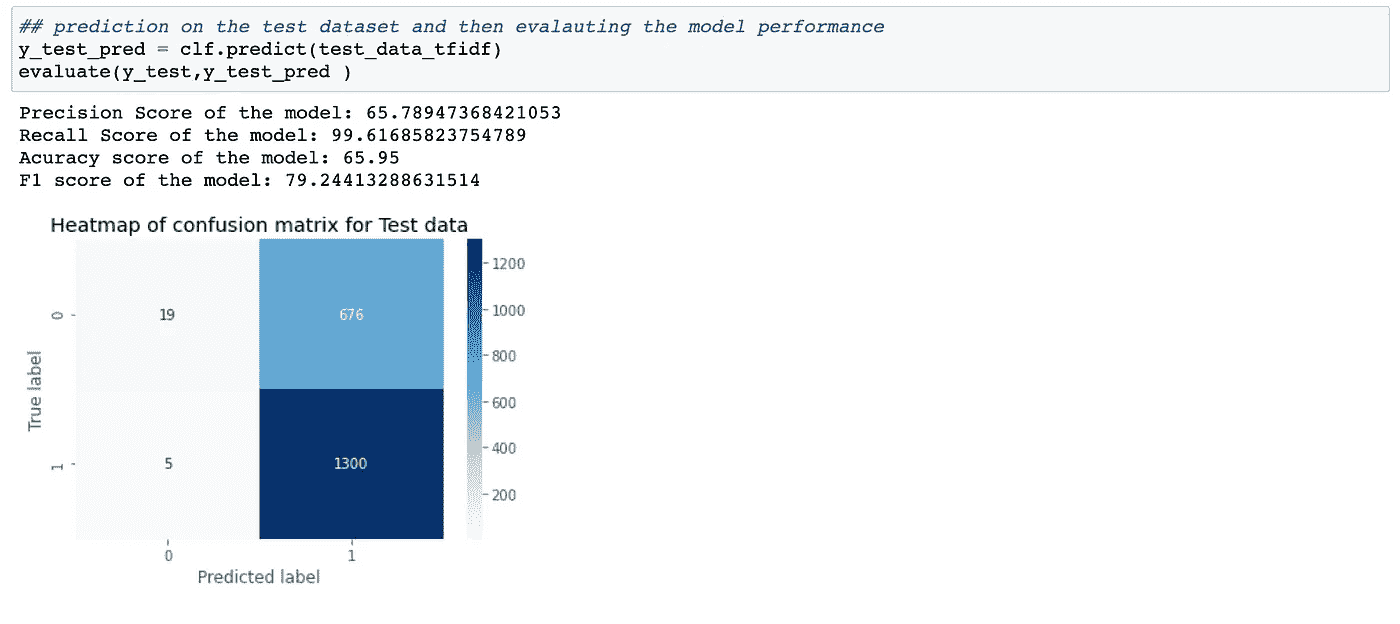 ## prediction on the test dataset and then evalauting the model performance
y_test_pred = clf.predict(test_data_tfidf)
evaluate(y_test,y_test_pred )
Precision Score of the model: 65.78947368421053
Recall Score of the model: 99.61685823754789
Acuracy score of the model: 65.95
F1 score of the model: 79.24413288631514
Heatmap of confusion matrix for Test data
1200
1000
800
600
400
200
True label
0
19
676
1
5
1300
0
1
Predicted label